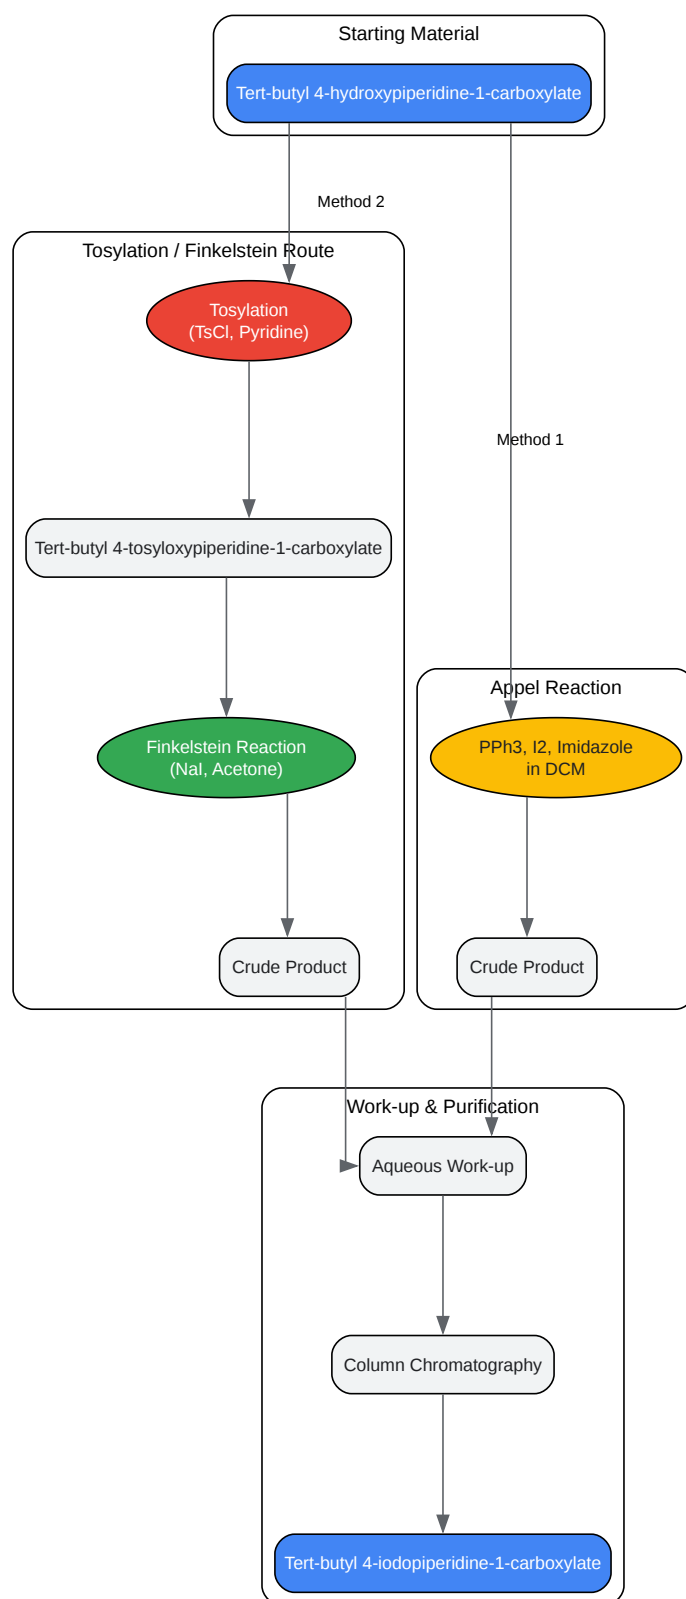 Starting Material
Tert-butyl 4-hydroxypiperidine-1-carboxylate
Method 2
Tosylation / Finkelstein Route
Tosylation
(TsCl, Pyridine)
Method 1
Tert-butyl 4-tosyloxypiperidine-1-carboxylate
Appel Reaction
Finkelstein Reaction
(NaI, Acetone)
PPh3, I2, Imidazole
in DCM
Crude Product
Crude Product
Work-up & Purification
Aqueous Work-up
Column Chromatography
Tert-butyl 4-iodopiperidine-1-carboxylate